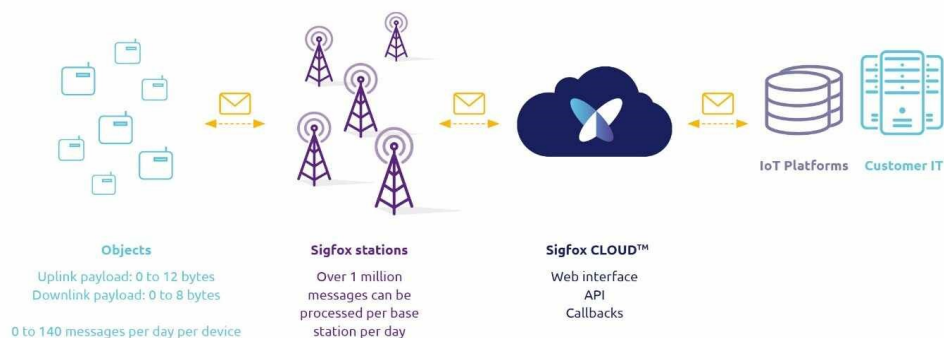 IoT Platforms
Customer IT
Objects
Uplink payload: 0 to 12 bytes
Downlink payload: 0 to 8 bytes
0 to 140 messages per day per device
Sigfox stations
Over 1 million
messages can be
processed per base
station per day
Sigfox CLOUD™
Web interface
API
Callbacks